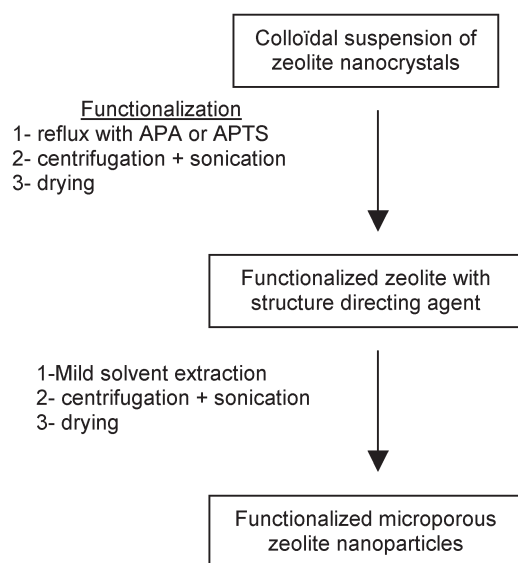 Colloïdal suspension of
zeolite nanocrystals
Functionalization
1- reflux with APA or APTS
2- centrifugation + sonication
3- drying
Functionalized zeolite with
structure directing agent
1-Mild solvent extraction
2- centrifugation + sonication
3- drying
Functionalized microporous
zeolite nanoparticles